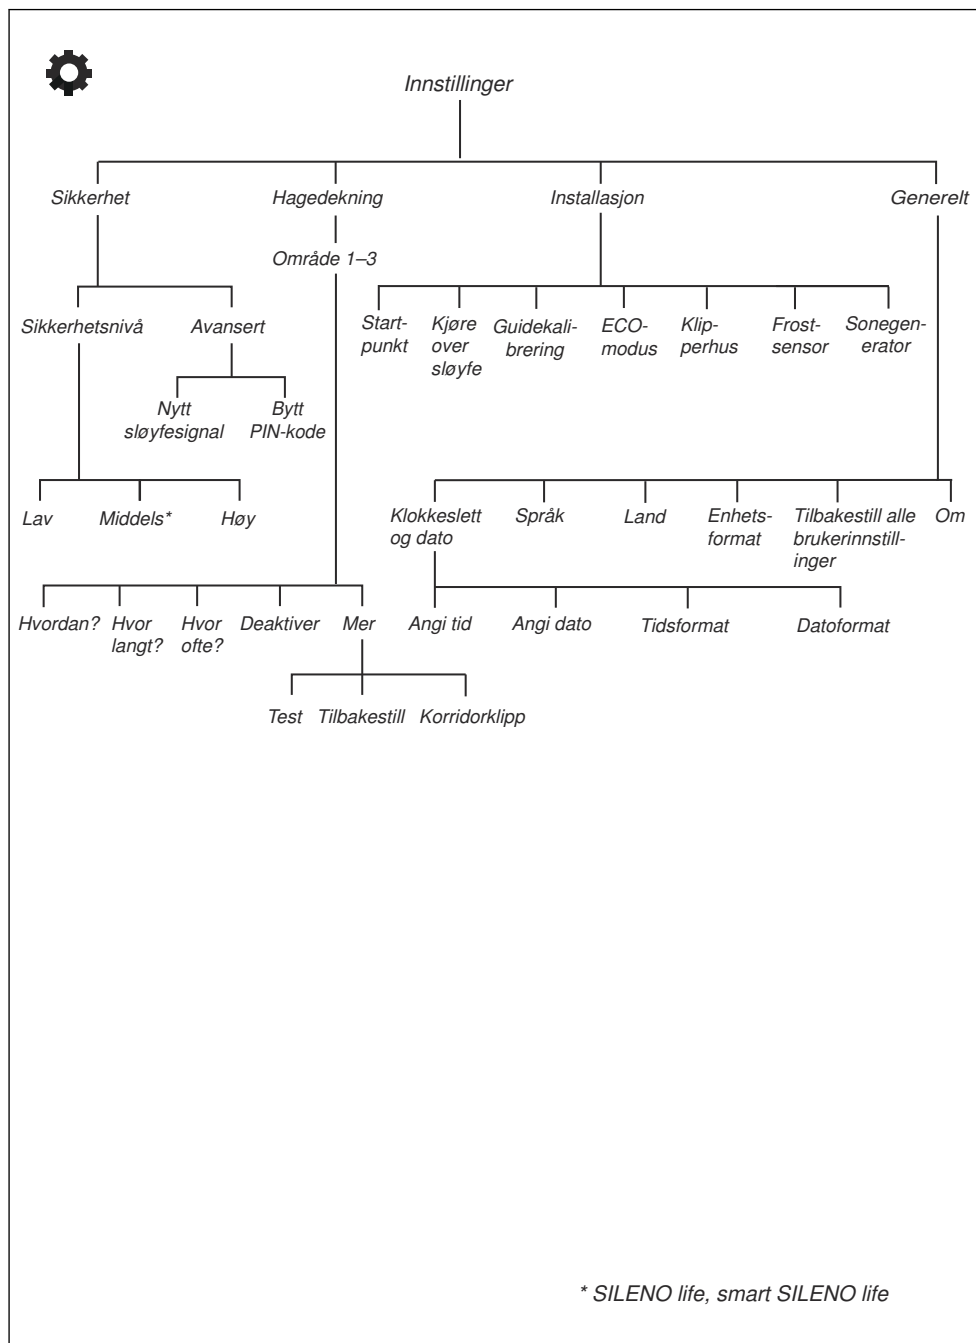 Innstillinger
Sikkerhet
Hagedekning
Installasjon
Generelt
Område 1–3
Sikkerhetsnivå
Avansert
Start-
punkt
Kjøre
over
sløyfe
Guidekali-
brering
ECO-
modus
Klip-
perhus
Frost-
sensor
Sonegen-
erator
Nytt
sløyfesignal
Bytt
PIN-kode
Lav
Middels*
Høy
Klokkeslett
og dato
Språk
Land
Enhets-
format
Tilbakestill alle
brukerinnstill-
inger
Om
Hvordan?
Hvor
langt?
Hvor
ofte?
Deaktiver
Mer
Angi tid
Angi dato
Tidsformat
Datoformat
Test
Tilbakestill
Korridorklipp
* SILENO life, smart SILENO life